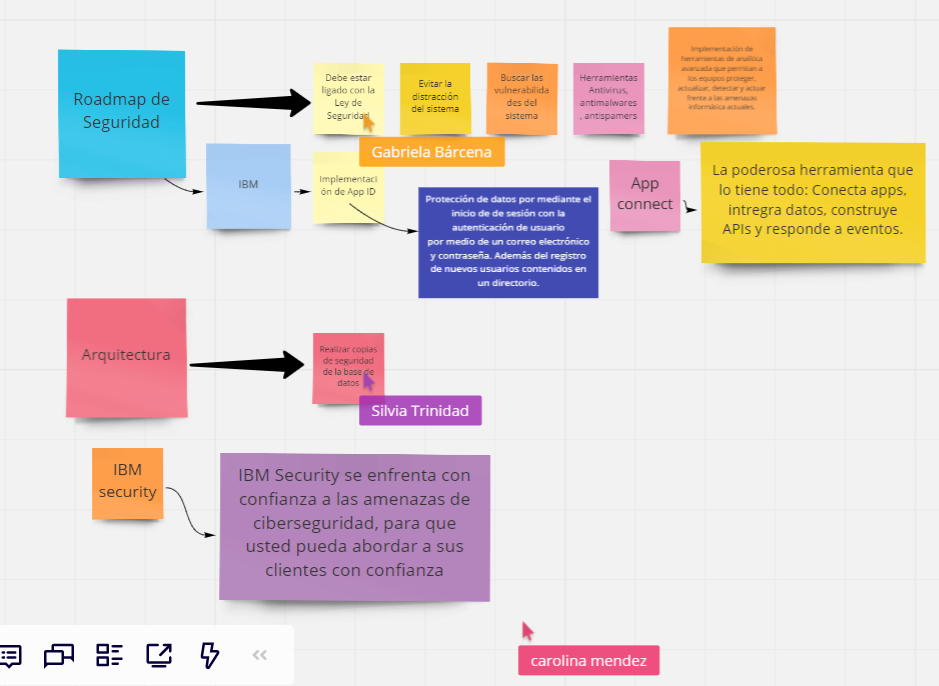 Roadmap de
Seguridad
Debe estar
ligado con la
Ley de
Seguridad
Evitar la
distracción
del sistema
Buscar las
vulnerabilida
des del
sistema
Herramientas
Antivirus,
antimalwares
, antispamers
Implementación de
herramientas de analítica
avanzada que permitan a
los equipos proteger,
actualizar, detectar y actuar
frente a las amenazas
informática actuales.
Gabriela Bárcena
IBM
Implementaci
ón de App ID
Protección de datos por mediante el
inicio de de sesión con la
autenticación de usuario
por medio de un correo electrónico
y contraseña. Además del registro
de nuevos usuarios contenidos en
un directorio.
App
connect
La poderosa herramienta que
lo tiene todo: Conecta apps,
intregra datos, construye
APIs y responde a eventos.
Arquitectura
Realizar copias
de seguridad
de la base de
datos
Silvia Trinidad
IBM
security
IBM Security se enfrenta con
confianza a las amenazas de
ciberseguridad, para que
usted pueda abordar a sus
clientes con confianza
carolina mendez